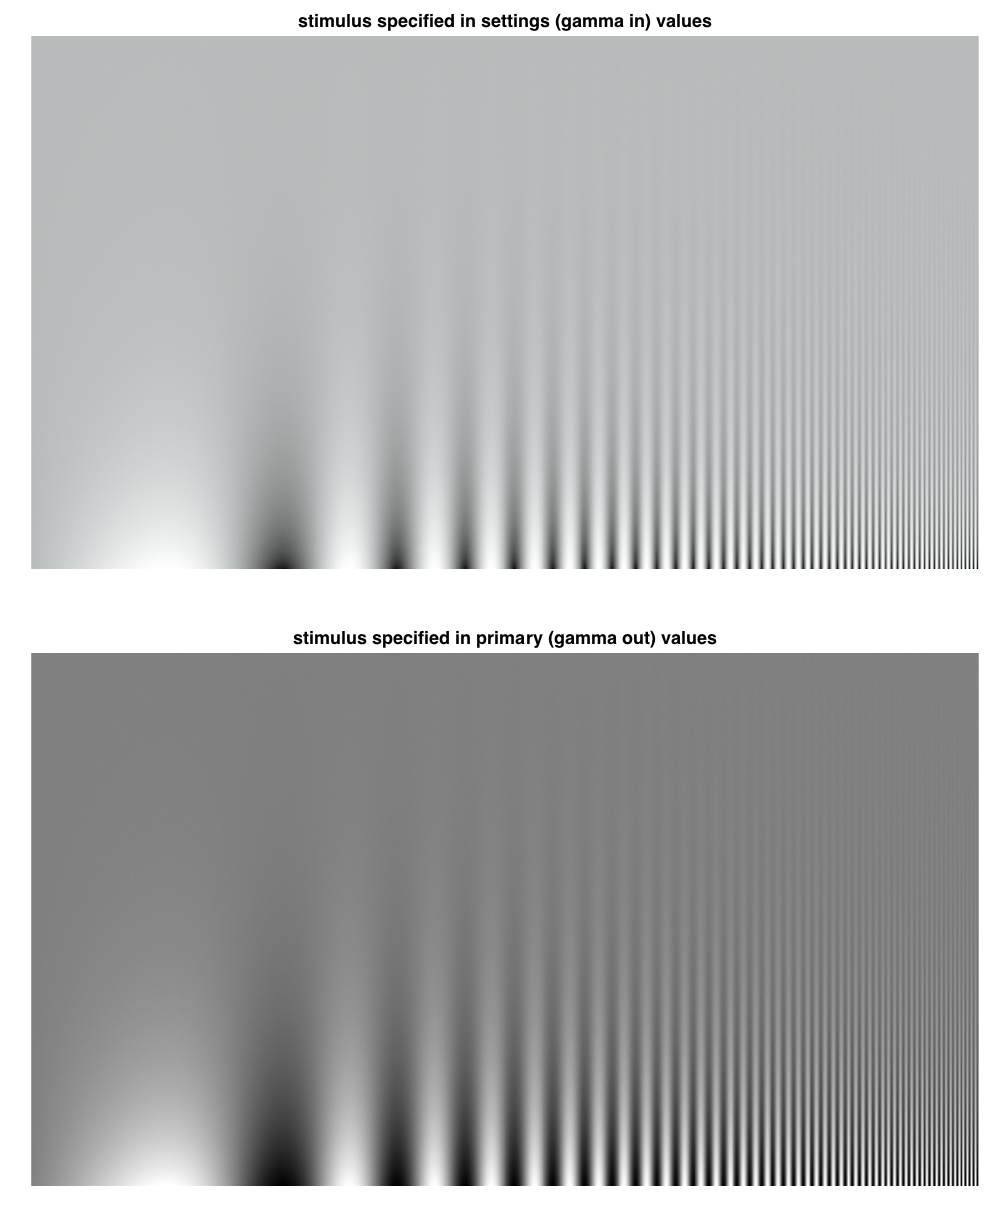 stimulus specified in settings (gamma in) values
stimulus specified in primary (gamma out) values